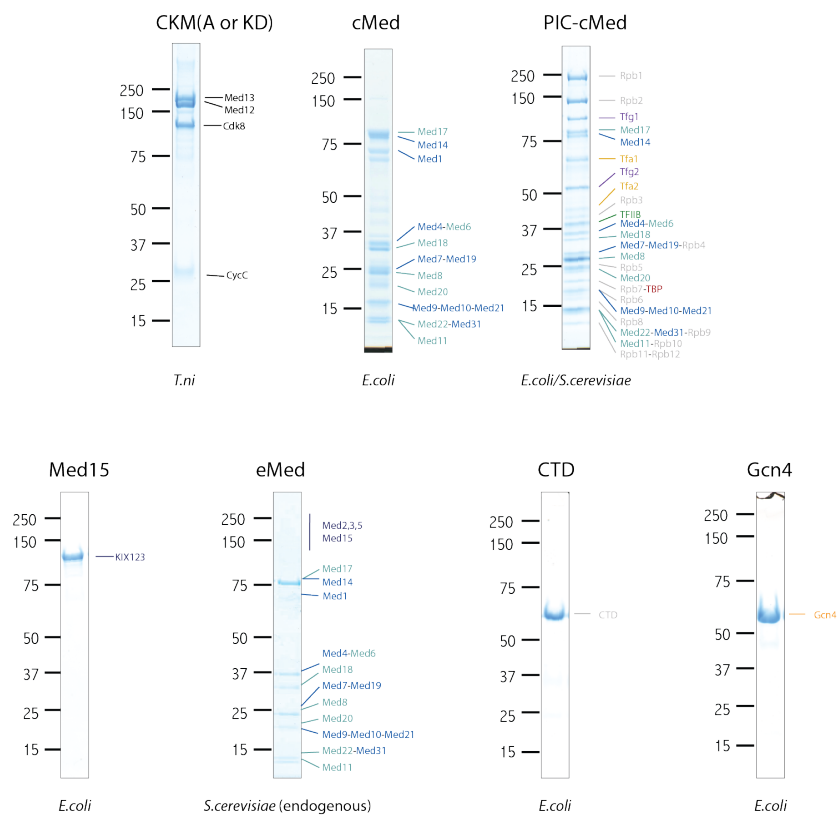 CKM(A or KD)
250
150
75
50
37
25
15
Med13
Med12
Cdk8
CycC
T.ni
cMed
250
150
75
50
37
25
15
Med17
Med14
Med1
Med4-Med6
Med18
Med7-Med19
Med8
Med20
Med9-Med10-Med21
Med22-Med31
Med11
E.coli
PIC-cMed
250
150
75
50
37
25
15
Rpb1
Rpb2
Tfg1
Med17
Med14
Tfa1
Tfg2
Tfa2
Rpb3
TFIIB
Med4-Med6
Med18
Med7-Med19-Rpb4
Med8
Rpb5
Med20
Rpb7-TBP
Rpb6
Med9-Med10-Med21
Rpb8
Med22-Med31-Rpb9
Med11-Rpb10
Rpb11-Rpb12
E.coli/S.cerevisiae
Med15
250
150
75
50
37
25
15
KIX123
E.coli
eMed
250
150
75
50
37
25
15
Med2,3,5
Med15
Med17
Med14
Med1
Med4-Med6
Med18
Med7-Med19
Med8
Med20
Med9-Med10-Med21
Med22-Med31
Med11
S.cerevisiae (endogenous)
CTD
250
150
75
50
37
25
15
CTD
E.coli
Gcn4
250
150
75
50
37
25
15
Gcn4
E.coli